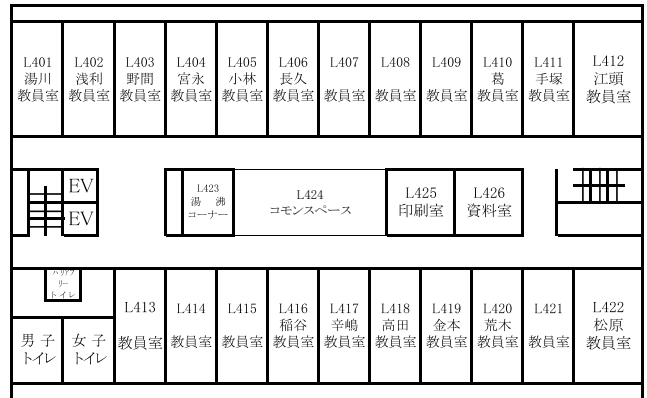 L401
湯川
教員室
L402
浅利
教員室
L403
野間
教員室
L404
宮永
教員室
L405
小林
教員室
L406
長久
教員室
L407
教員室
L408
教員室
L409
教員室
L410
葛
教員室
L411
手塚
教員室
L412
江頭
教員室
EV
EV
L423
湯 沸
コーナー
L424
コモンスペース
L425
印刷室
L426
資料室
リー
トイレ
男子
トイレ
女子
トイレ
L413
教員室
L414
教員室
L415
教員室
L416
稲谷
教員室
L417
辛嶋
教員室
L418
高田
教員室
L419
金本
教員室
L420
荒木
教員室
L421
教員室
L422
松原
教員室